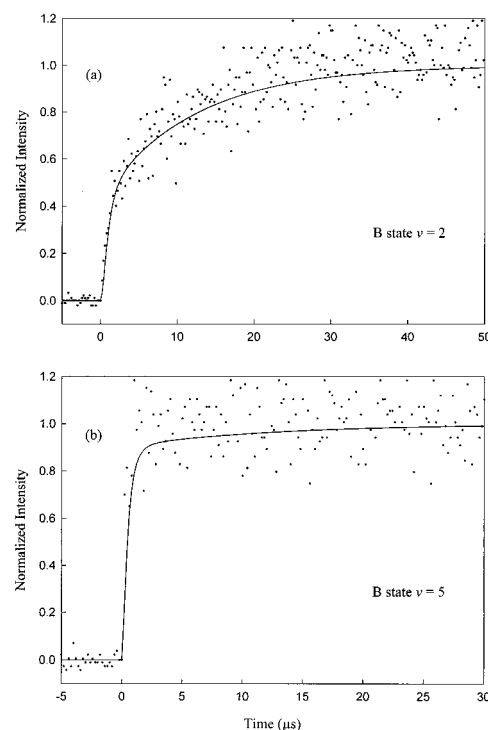 1.2
(a)
1.0
0.8
0.6
0.4
0.2
0.0
Normalized Intensity
B state v = 2
0 10 20 30 40 50
1.2
(b)
1.0
0.8
0.6
0.4
0.2
0.0
Normalized Intensity
B state v = 5
-5 0 5 10 15 20 25 30
Time (μs)